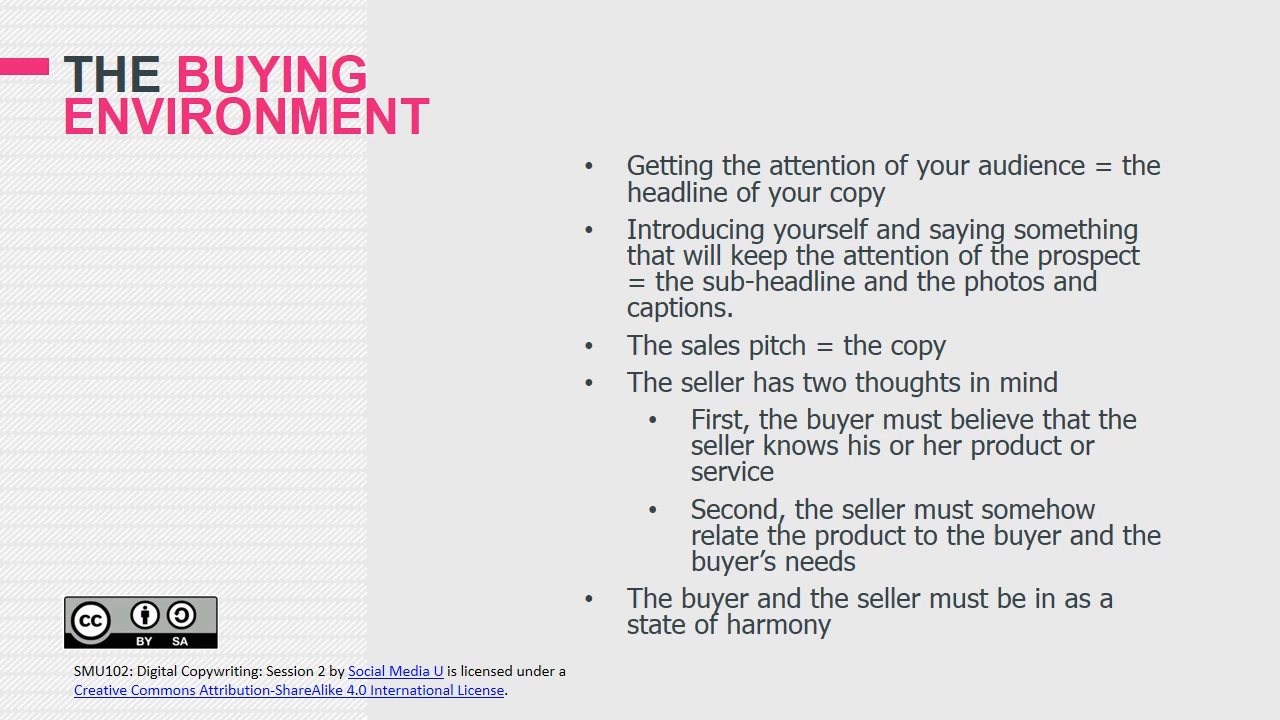 THE BUYING
ENVIRONMENT
• Getting the attention of your audience = the
headline of your copy
• Introducing yourself and saying something
that will keep the attention of the prospect
= the sub-headline and the photos and
captions.
• The sales pitch = the copy
• The seller has two thoughts in mind
• First, the buyer must believe that the
seller knows his or her product or
service
• Second, the seller must somehow
relate the product to the buyer and the
buyer’s needs
• The buyer and the seller must be in as a
state of harmony
cc
BY SA
SMU102: Digital Copywriting: Session 2 by Social Media U is licensed under a
Creative Commons Attribution-ShareAlike 4.0 International License.